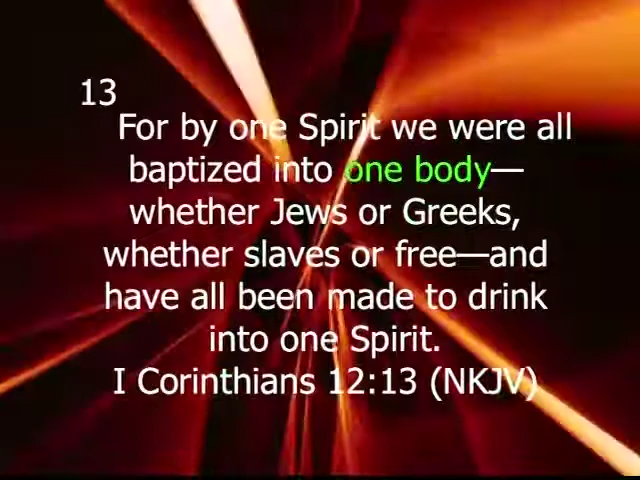 13
For by one Spirit we were all
baptized into one body—
whether Jews or Greeks,
whether slaves or free—and
have all been made to drink
into one Spirit.
I Corinthians 12:13 (NKJV)